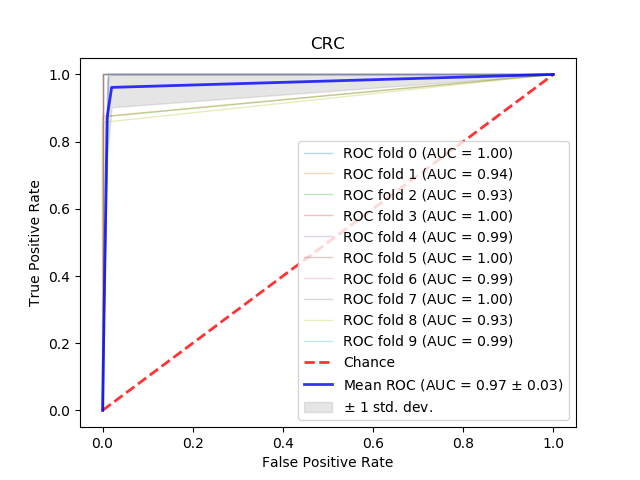 CRC
True Positive Rate
1.0
0.8
0.6
0.4
0.2
0.0
ROC fold 0 (AUC = 1.00)
ROC fold 1 (AUC = 0.94)
ROC fold 2 (AUC = 0.93)
ROC fold 3 (AUC = 1.00)
ROC fold 4 (AUC = 0.99)
ROC fold 5 (AUC = 1.00)
ROC fold 6 (AUC = 0.99)
ROC fold 7 (AUC = 1.00)
ROC fold 8 (AUC = 0.93)
ROC fold 9 (AUC = 0.99)
Chance
Mean ROC (AUC = 0.97 ± 0.03)
± 1 std. dev.
0.0 0.2 0.4 0.6 0.8 1.0
False Positive Rate